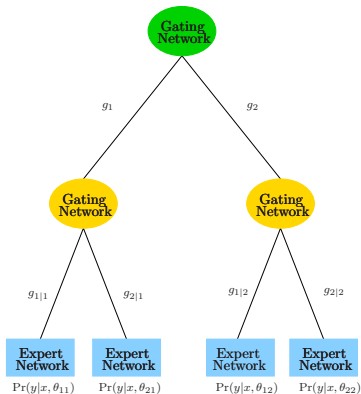 Gating
Network
g₁
g₂
Gating
Network
Gating
Network
g₁|₁
g₂|₁
g₁|₂
g₂|₂
Expert
Network
Expert
Network
Expert
Network
Expert
Network
Pr(y|x, θ₁₁)
Pr(y|x, θ₂₁)
Pr(y|x, θ₁₂)
Pr(y|x, θ₂₂)